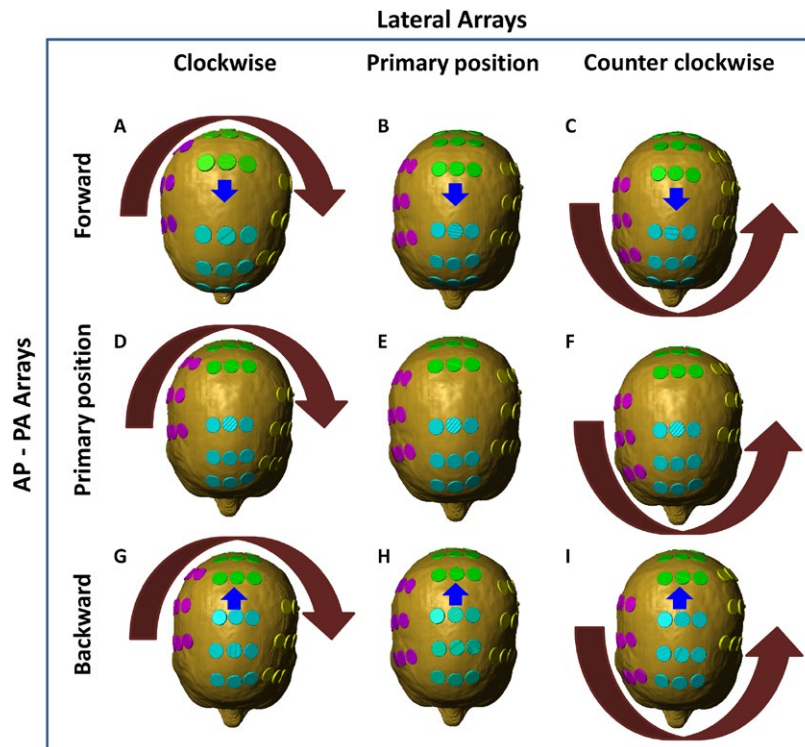 Lateral Arrays
Clockwise Primary position Counter clockwise
AP - PA Arrays
Forward
A B C
Primary position
D E F
Backward
G H I